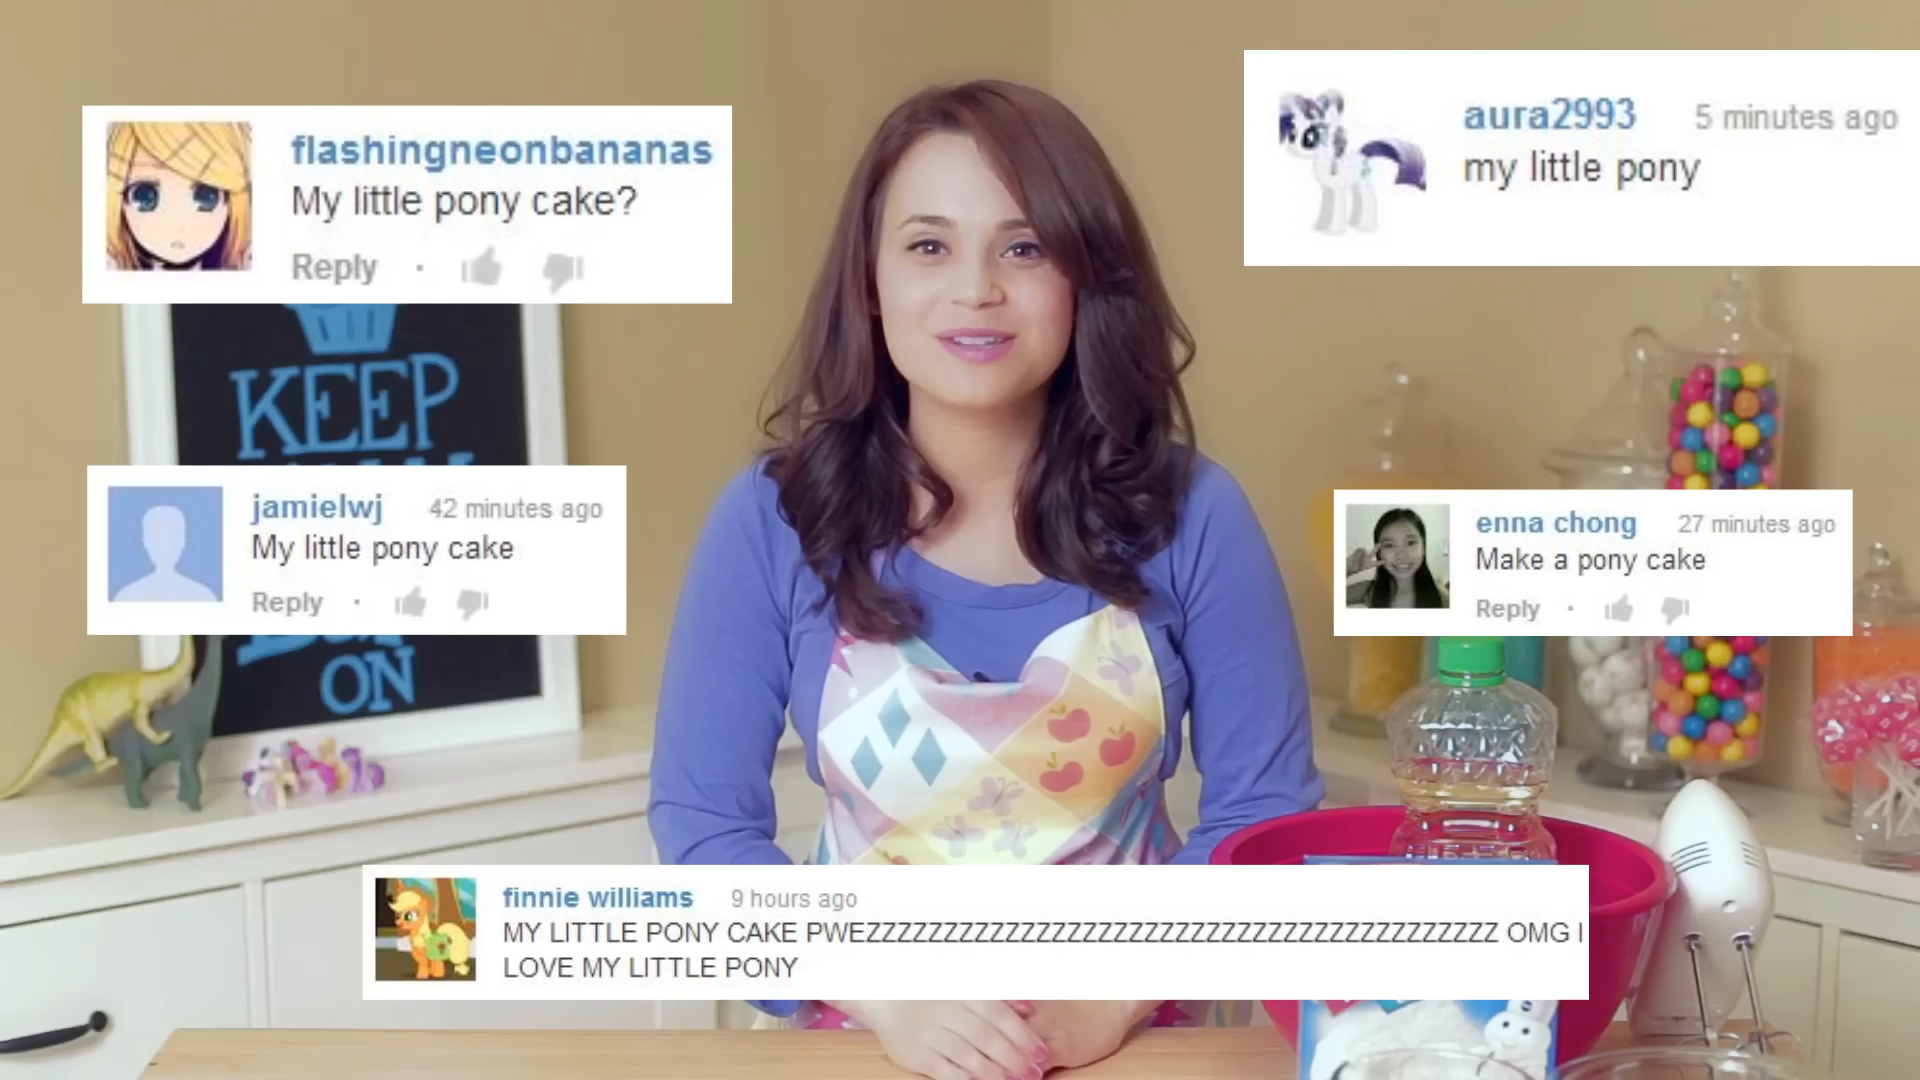 flashingneonbananas
My little pony cake?
Reply
aura2993 5 minutes ago
my little pony
KEEP
jamielwj 42 minutes ago
My little pony cake
Reply
ON
enna chong 27 minutes ago
Make a pony cake
Reply
finnie williams 9 hours ago
MY LITTLE PONY CAKE PWEZZZZZZZZZZZZZZZZZZZZZZZZZZZZZZZZZZZZZZZZZ OMG I
LOVE MY LITTLE PONY